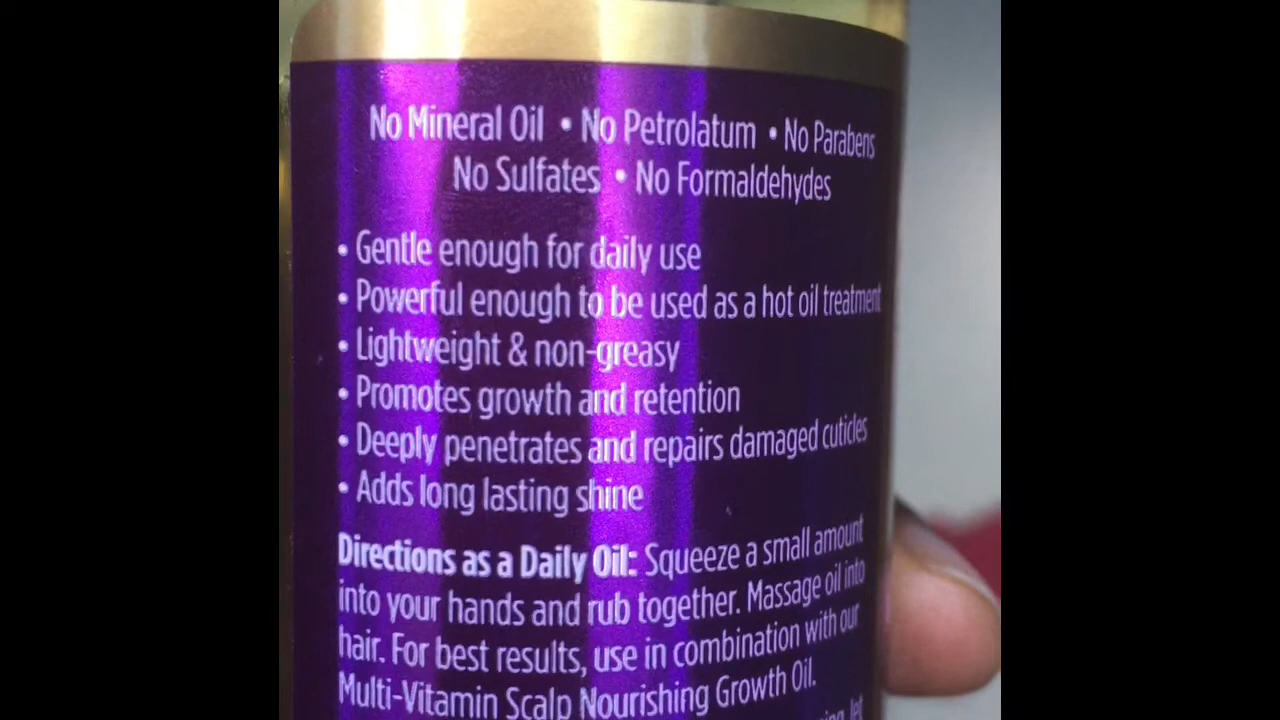 No Mineral Oil • No Petrolatum • No Parabens
No Sulfates • No Formaldehydes
• Gentle enough for daily use
• Powerful enough to be used as a hot oil treatment
• Lightweight & non-greasy
• Promotes growth and retention
• Deeply penetrates and repairs damaged cuticles
• Adds long lasting shine
Directions as a Daily Oil: Squeeze a small amount
into your hands and rub together. Massage oil into
hair. For best results, use in combination with our
Multi-Vitamin Scalp Nourishing Growth Oil.
let